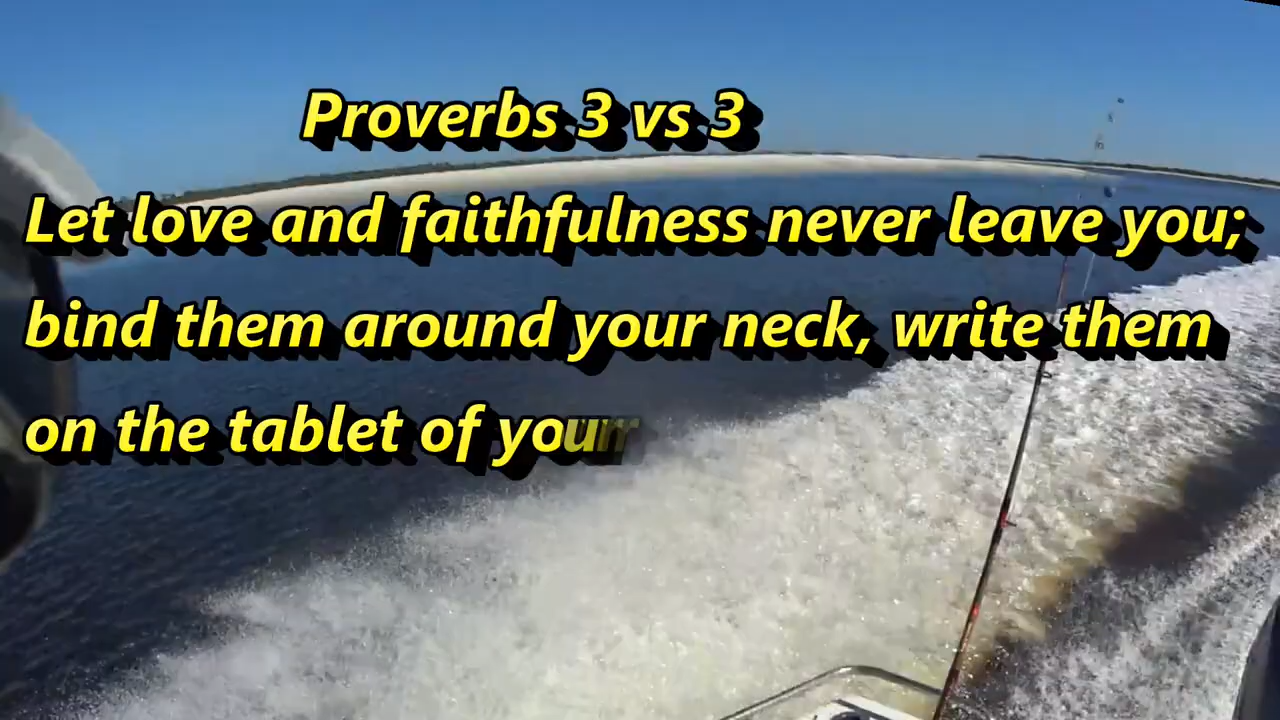 Proverbs 3 vs 3
Let love and faithfulness never leave you;
bind them around your neck, write them
on the tablet of your